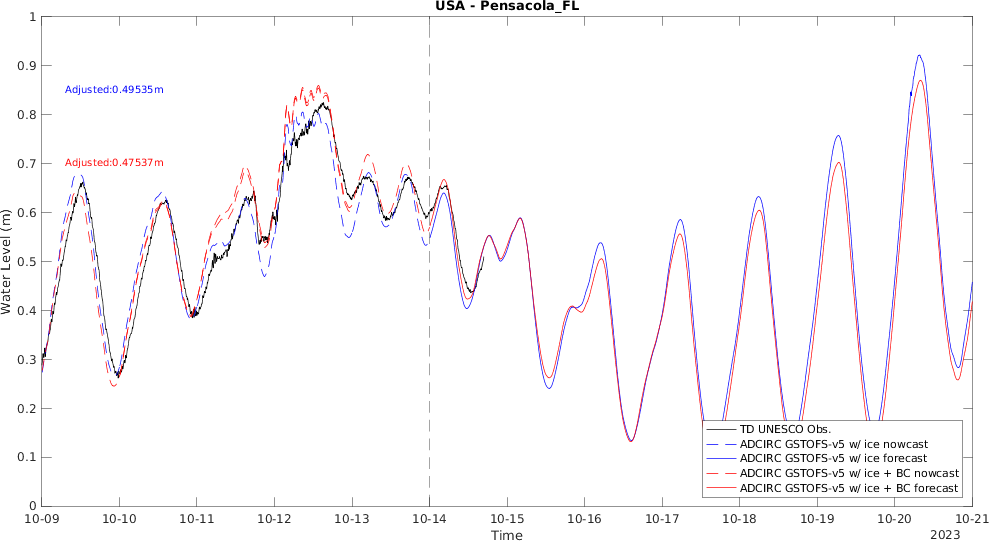 USA - Pensacola_FL
Water Level (m)
1
0.9
0.8
0.7
0.6
0.5
0.4
0.3
0.2
0.1
0
Adjusted:0.49535m
Adjusted:0.47537m
TD UNESCO Obs.
ADCIRC GSTOFS-v5 w/ ice nowcast
ADCIRC GSTOFS-v5 w/ ice forecast
ADCIRC GSTOFS-v5 w/ ice + BC nowcast
ADCIRC GSTOFS-v5 w/ ice + BC forecast
10-09 10-10 10-11 10-12 10-13 10-14 10-15 10-16 10-17 10-18 10-19 10-20 10-21
Time
2023